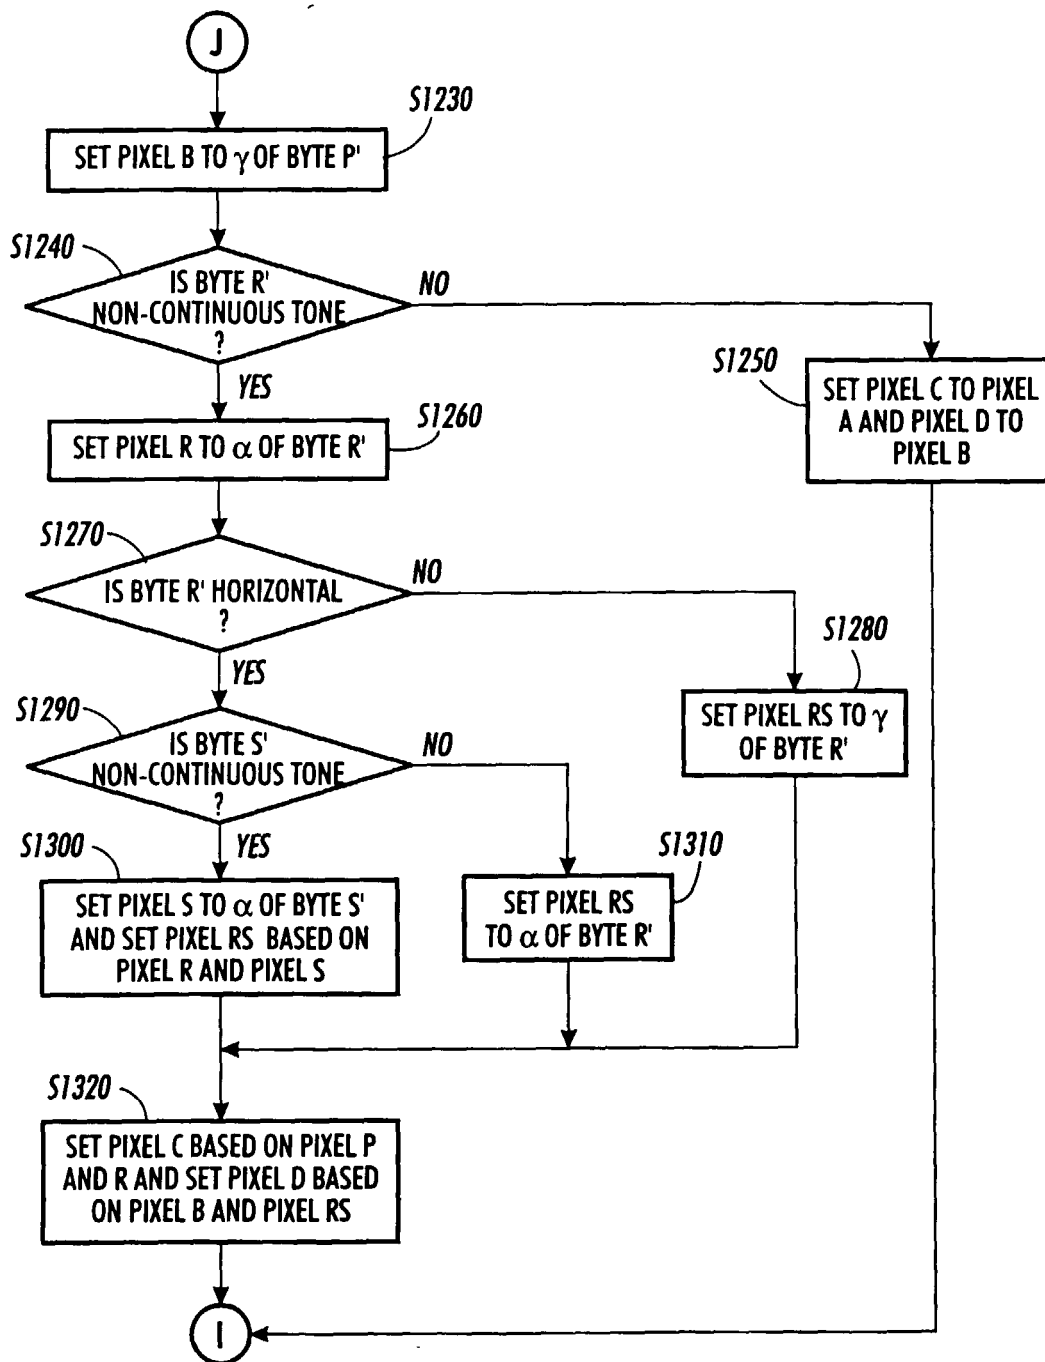 J
S1230
SET PIXEL B TO γ OF BYTE P'
S1240
IS BYTE R'
NON-CONTINUOUS TONE
?
NO
YES
S1250
SET PIXEL C TO PIXEL
A AND PIXEL D TO
PIXEL B
S1260
SET PIXEL R TO α OF BYTE R'
S1270
IS BYTE R' HORIZONTAL
?
NO
YES
S1280
SET PIXEL RS TO γ
OF BYTE R'
S1290
IS BYTE S'
NON-CONTINUOUS TONE
?
NO
YES
S1300
SET PIXEL S TO α OF BYTE S'
AND SET PIXEL RS BASED ON
PIXEL R AND PIXEL S
S1310
SET PIXEL RS
TO α OF BYTE R'
S1320
SET PIXEL C BASED ON PIXEL P
AND R AND SET PIXEL D BASED
ON PIXEL B AND PIXEL RS
I